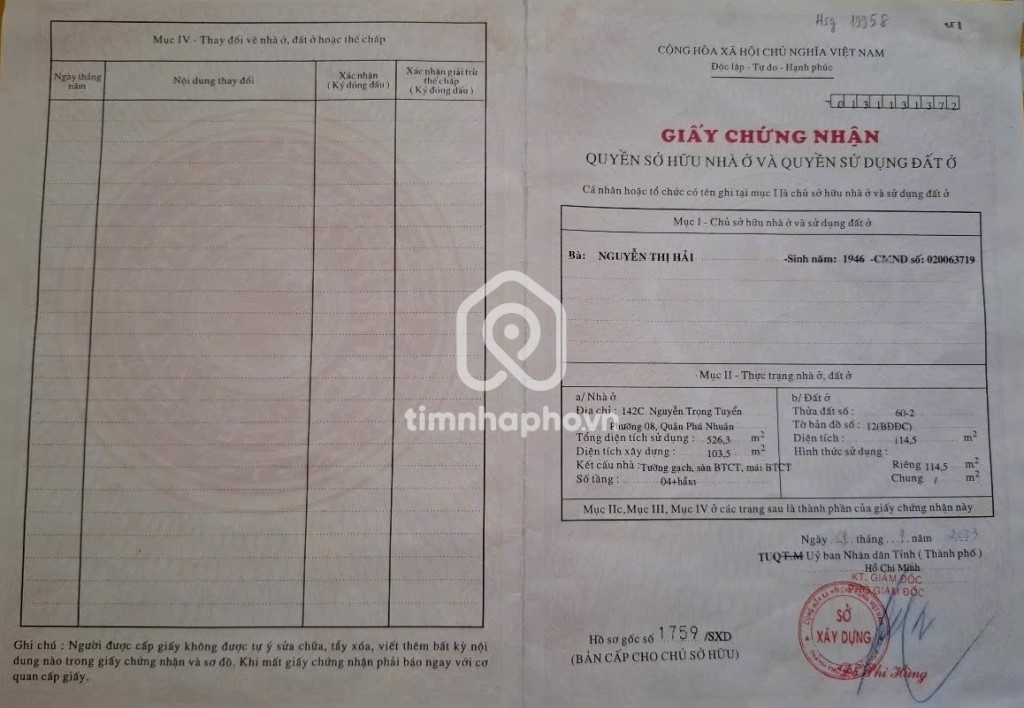 Mục IV - Thay đổi về nhà ở, đất ở hoặc thế chấp
Ngày tháng năm
Nội dung thay đổi
Xác nhận
( Ký đóng dấu )
Xác nhận giải trừ
thế chấp
( Ký đóng dấu )
Ghi chú : Người được cấp giấy không được tự ý sửa chữa, tẩy xóa, viết thêm bất kỳ nội
dung nào trong giấy chứng nhận và sơ đồ. Khi mất giấy chứng nhận phải báo ngay với cơ
quan cấp giấy.
Hsg 19958
CỘNG HÒA XÃ HỘI CHỦ NGHĨA VIỆT NAM
Độc lập - Tự do - Hạnh phúc
GIẤY CHỨNG NHẬN
QUYỀN SỞ HỮU NHÀ Ở VÀ QUYỀN SỬ DỤNG ĐẤT Ở
Cá nhân hoặc tổ chức có tên ghi tại mục I là chủ sở hữu nhà ở và sử dụng đất ở
Mục I - Chủ sở hữu nhà ở và sử dụng đất ở
Bà: NGUYỄN THỊ HẢI -Sinh năm: 1946 -CMND số: 020063719
Mục II - Thực trạng nhà ở, đất ở
a/ Nhà ở
Địa chỉ : 142C Nguyễn Trọng Tuyển
Phường 08, Quận Phú Nhuận
Tổng diện tích sử dụng : 526,3 m2
Diện tích xây dựng : 103,5 m2
Kết cấu nhà : Tường gạch, sàn BTCT, mái BTCT
Số tầng : 04+hầm
b/ Đất ở
Thửa đất số : 60-2
Tờ bản đồ số : 12(BĐĐC)
Diện tích : 114,5 m2
Hình thức sử dụng :
Riêng 114,5 m2
Chung / m2
Mục IIc, Mục III, Mục IV ở các trang sau là thành phần của giấy chứng nhận này
Ngày tháng năm
TUQT.M Uỷ ban Nhân dân Tỉnh ( Thành phố )
Hồ Chí Minh
KT. GIÁM ĐỐC
PHÓ GIÁM ĐỐC
SỞ
XÂY DỰNG
Đỗ Phi Hùng
Hồ sơ gốc số 1759 /SXD
(BẢN CẤP CHO CHỦ SỞ HỮU)
timnhapho.vn